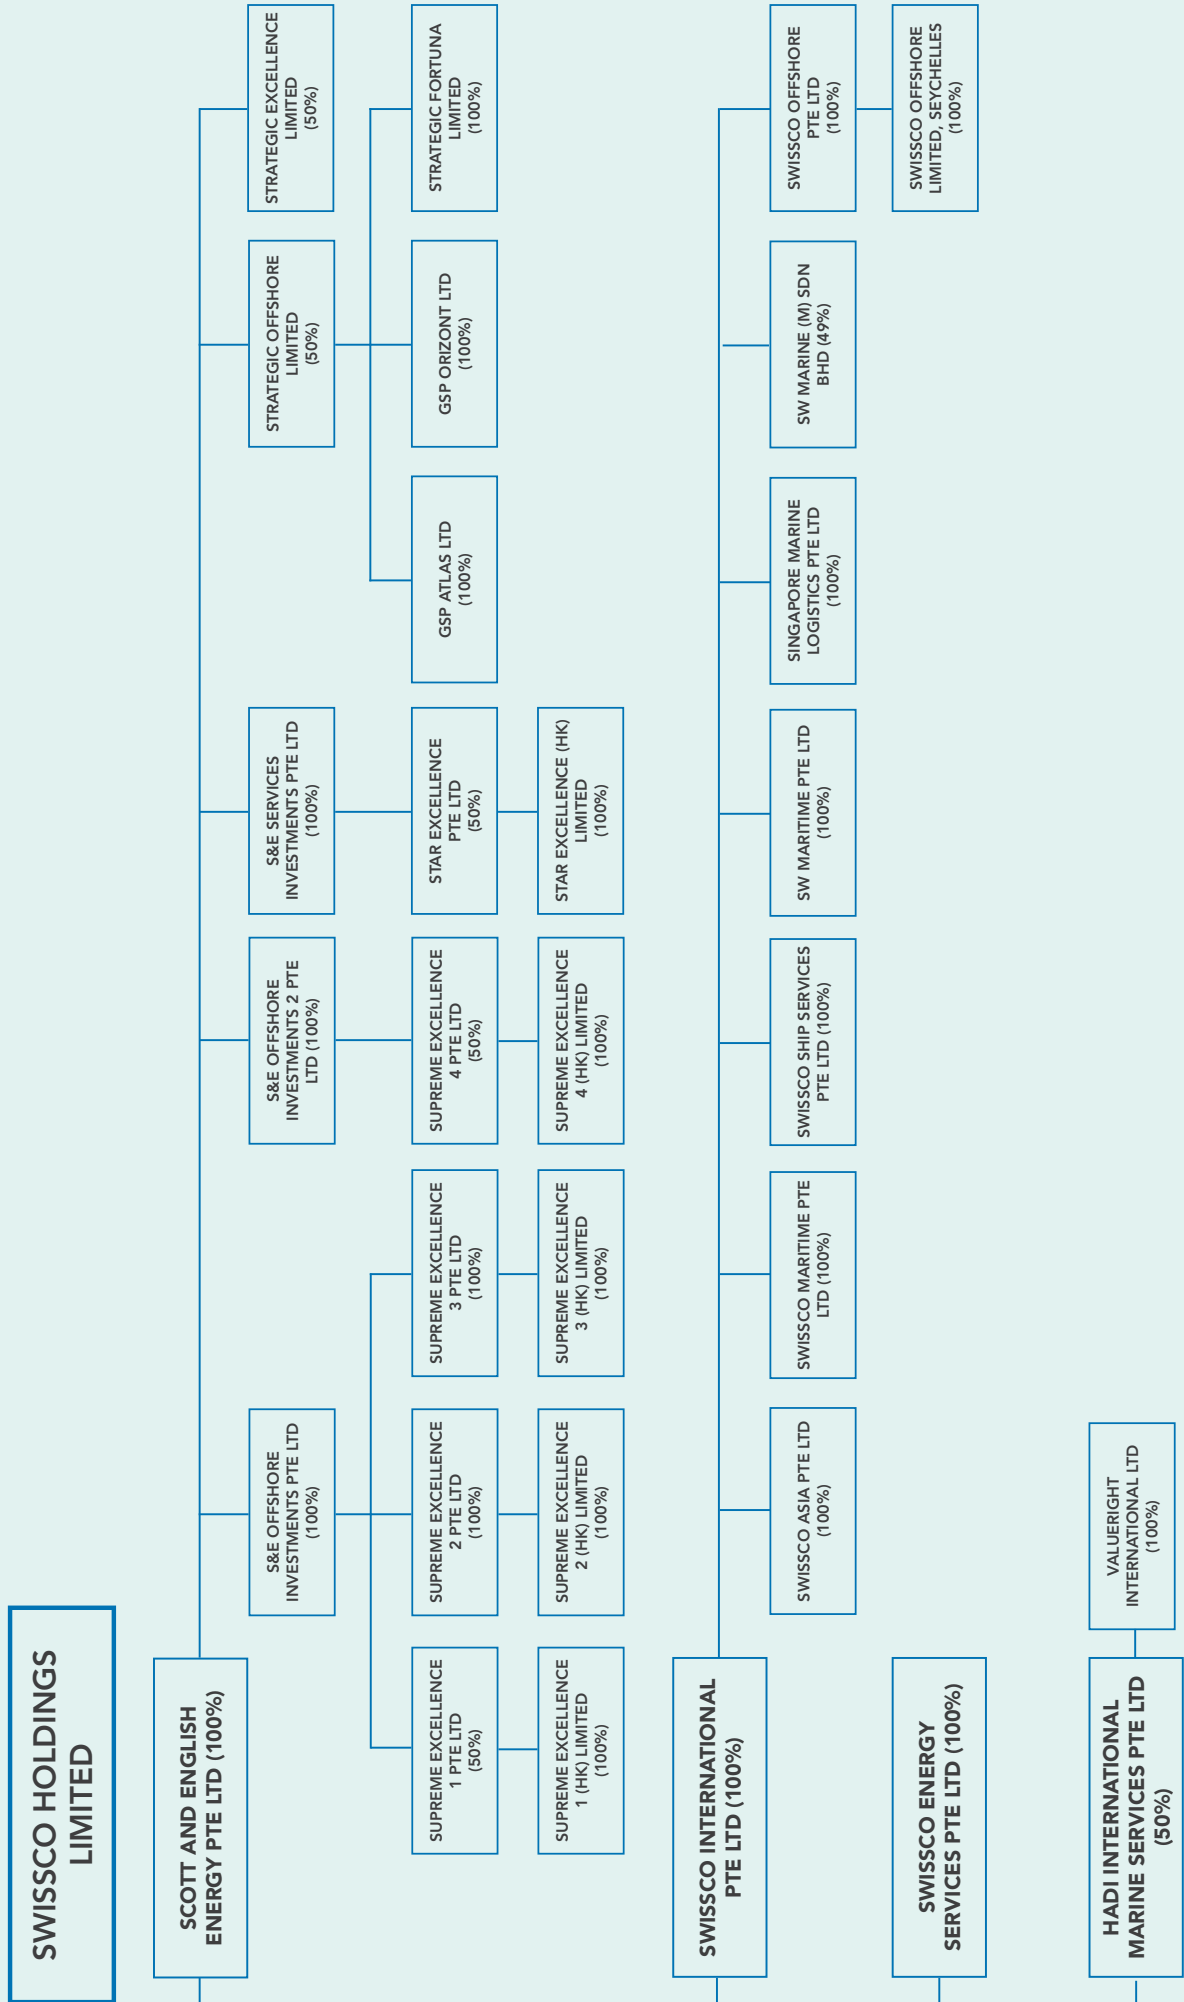 SWISSCO HOLDINGS
LIMITED
SCOTT AND ENGLISH
ENERGY PTE LTD (100%)
S&E OFFSHORE
INVESTMENTS PTE LTD
(100%)
S&E OFFSHORE
INVESTMENTS 2 PTE
LTD (100%)
S&E SERVICES
INVESTMENTS PTE LTD
(100%)
STRATEGIC OFFSHORE
LIMITED
(50%)
STRATEGIC EXCELLENCE
LIMITED
(50%)
SUPREME EXCELLENCE
1 PTE LTD
(50%)
SUPREME EXCELLENCE
2 PTE LTD
(100%)
SUPREME EXCELLENCE
3 PTE LTD
(100%)
SUPREME EXCELLENCE
4 PTE LTD
(50%)
STAR EXCELLENCE
PTE LTD
(50%)
GSP ATLAS LTD
(100%)
GSP ORIZONT LTD
(100%)
STRATEGIC FORTUNA
LIMITED
(100%)
SUPREME EXCELLENCE
1 (HK) LIMITED
(100%)
SUPREME EXCELLENCE
2 (HK) LIMITED
(100%)
SUPREME EXCELLENCE
3 (HK) LIMITED
(100%)
SUPREME EXCELLENCE
4 (HK) LIMITED
(100%)
STAR EXCELLENCE (HK)
LIMITED
(100%)
SWISSCO INTERNATIONAL
PTE LTD (100%)
SWISSCO ASIA PTE LTD
(100%)
SWISSCO MARITIME PTE
LTD (100%)
SWISSCO SHIP SERVICES
PTE LTD (100%)
SW MARITIME PTE LTD
(100%)
SINGAPORE MARINE
LOGISTICS PTE LTD
(100%)
SW MARINE (M) SDN
BHD (49%)
SWISSCO OFFSHORE
PTE LTD
(100%)
SWISSCO OFFSHORE
LIMITED, SEYCHELLES
(100%)
SWISSCO ENERGY
SERVICES PTE LTD (100%)
HADI INTERNATIONAL
MARINE SERVICES PTE LTD
(50%)
VALUERIGHT
INTERNATIONAL LTD
(100%)